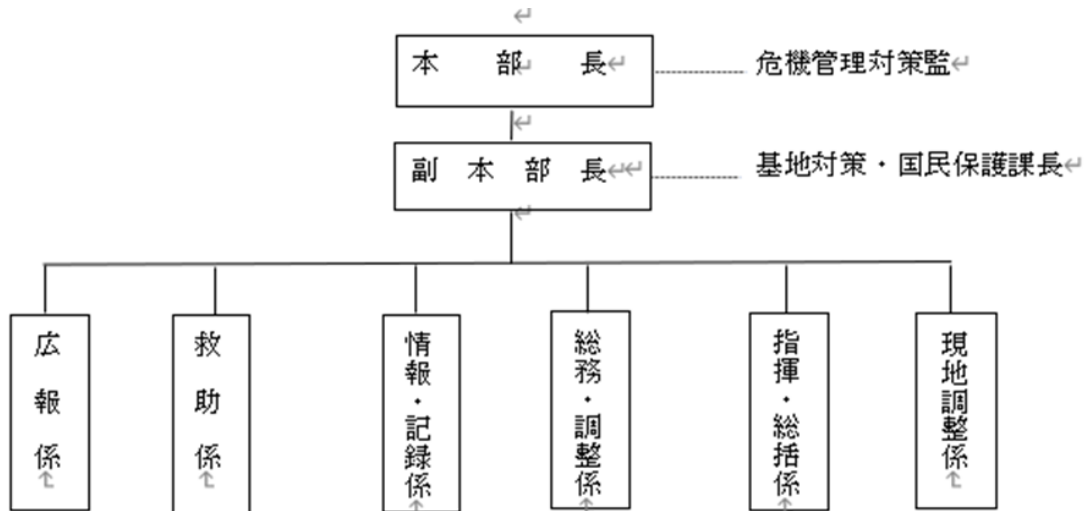 本部長
危機管理対策監
副本部長
基地対策・国民保護課長
広報係
救助係
情報・記録係
総務・調整係
指揮・総括係
現地調整係